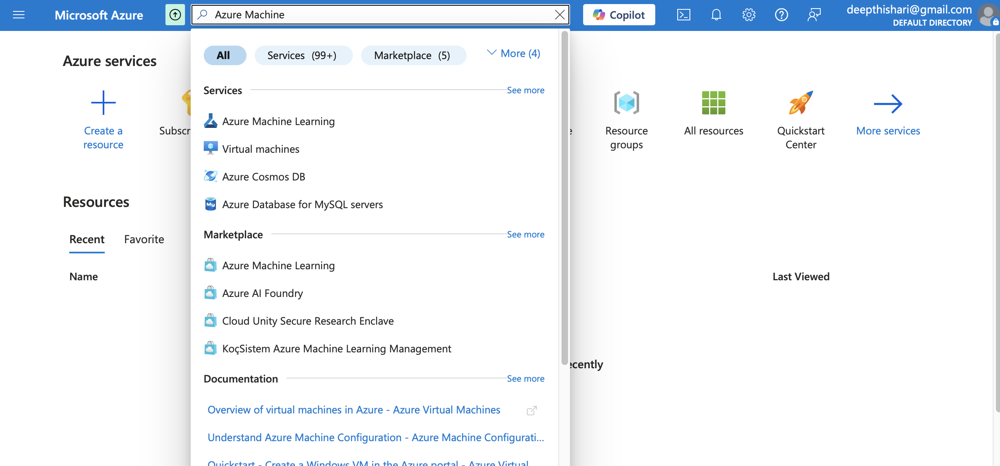 Microsoft Azure
Azure Machine
Copilot
deepthishari@gmail.com
DEFAULT DIRECTORY
All
Services (99+)
Marketplace (5)
More (4)
Azure services
Create a
resource
Subscr
Resource
groups
All resources
Quickstart
Center
More services
Services
See more
Azure Machine Learning
Virtual machines
Azure Cosmos DB
Azure Database for MySQL servers
Marketplace
See more
Azure Machine Learning
Azure AI Foundry
Cloud Unity Secure Research Enclave
KoçSistem Azure Machine Learning Management
Documentation
See more
Overview of virtual machines in Azure - Azure Virtual Machines
Understand Azure Machine Configuration - Azure Machine Configurati...
Quickstart - Create a Windows VM in the Azure portal - Azure Virtual
Resources
Recent
Favorite
Name
Last Viewed
ecently